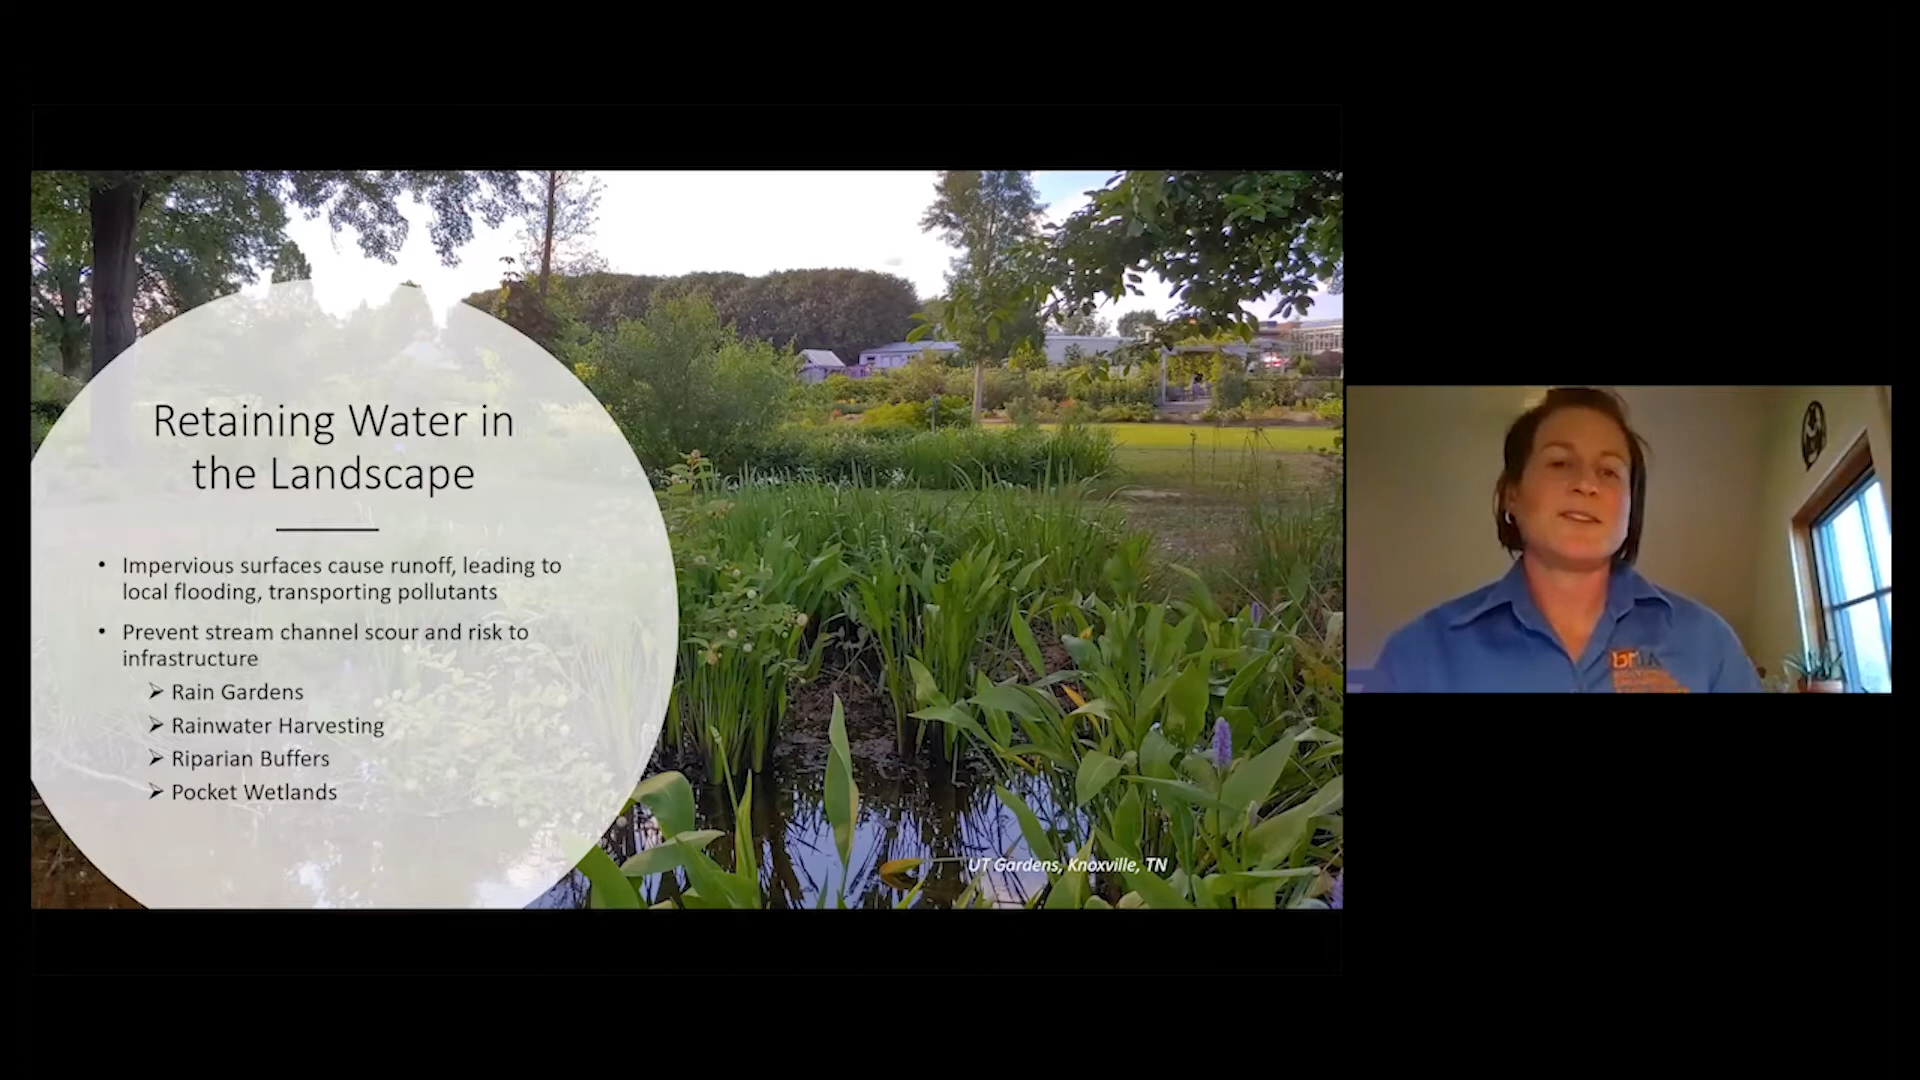 Retaining Water in
the Landscape
• Impervious surfaces cause runoff, leading to
local flooding, transporting pollutants
• Prevent stream channel scour and risk to
infrastructure
➢ Rain Gardens
➢ Rainwater Harvesting
➢ Riparian Buffers
➢ Pocket Wetlands
UT Gardens, Knoxville, TN